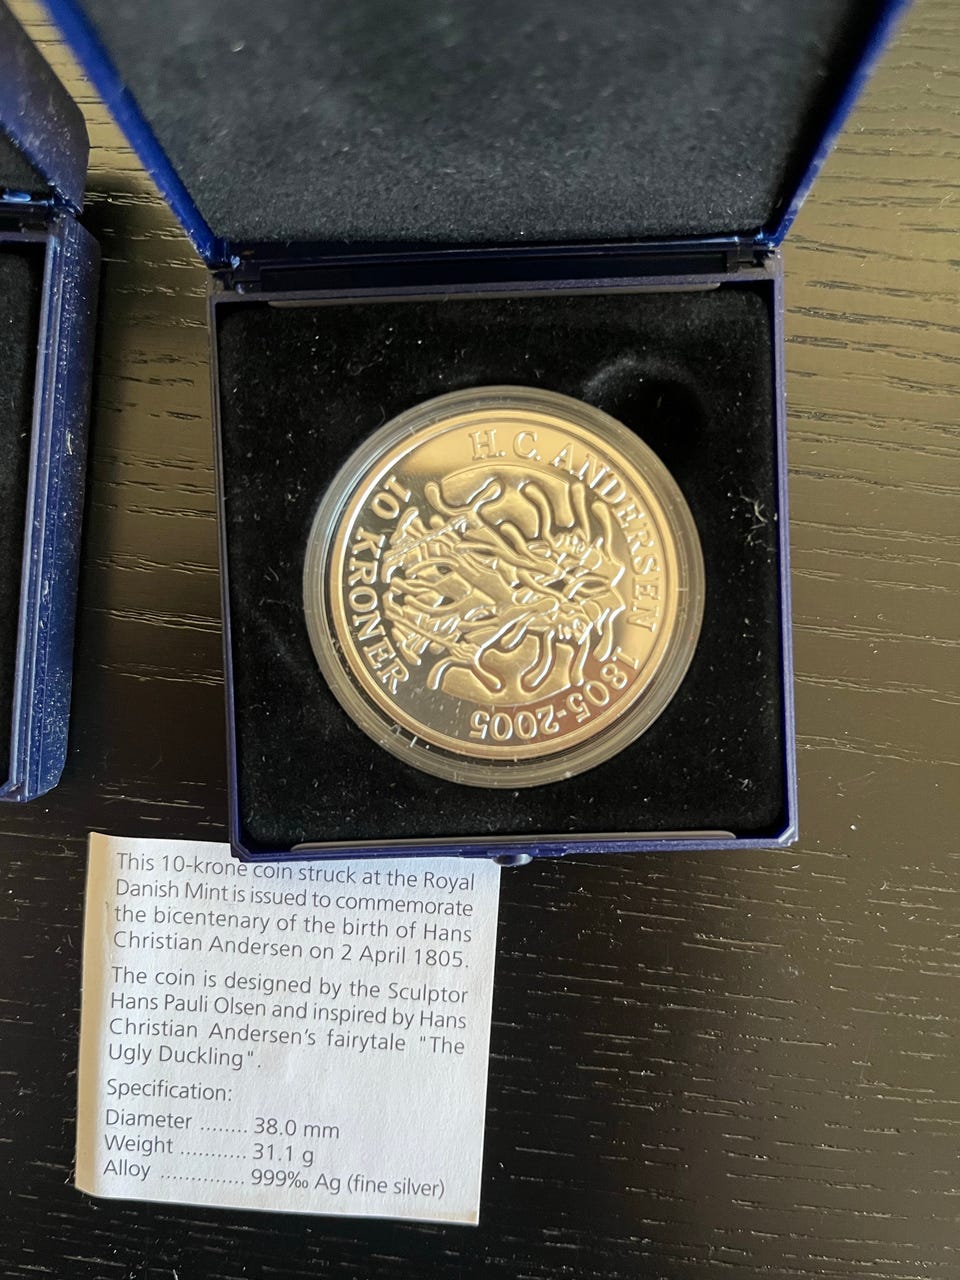 H. C. ANDERSEN 1805-2005
10 KRONER
This 10-krone coin struck at the Royal
Danish Mint is issued to commemorate
the bicentenary of the birth of Hans
Christian Andersen on 2 April 1805.
The coin is designed by the Sculptor
Hans Pauli Olsen and inspired by Hans
Christian Andersen's fairytale "The
Ugly Duckling".
Specification:
Diameter ........ 38.0 mm
Weight ........... 31.1 g
Alloy .............. 999‰ Ag (fine silver)